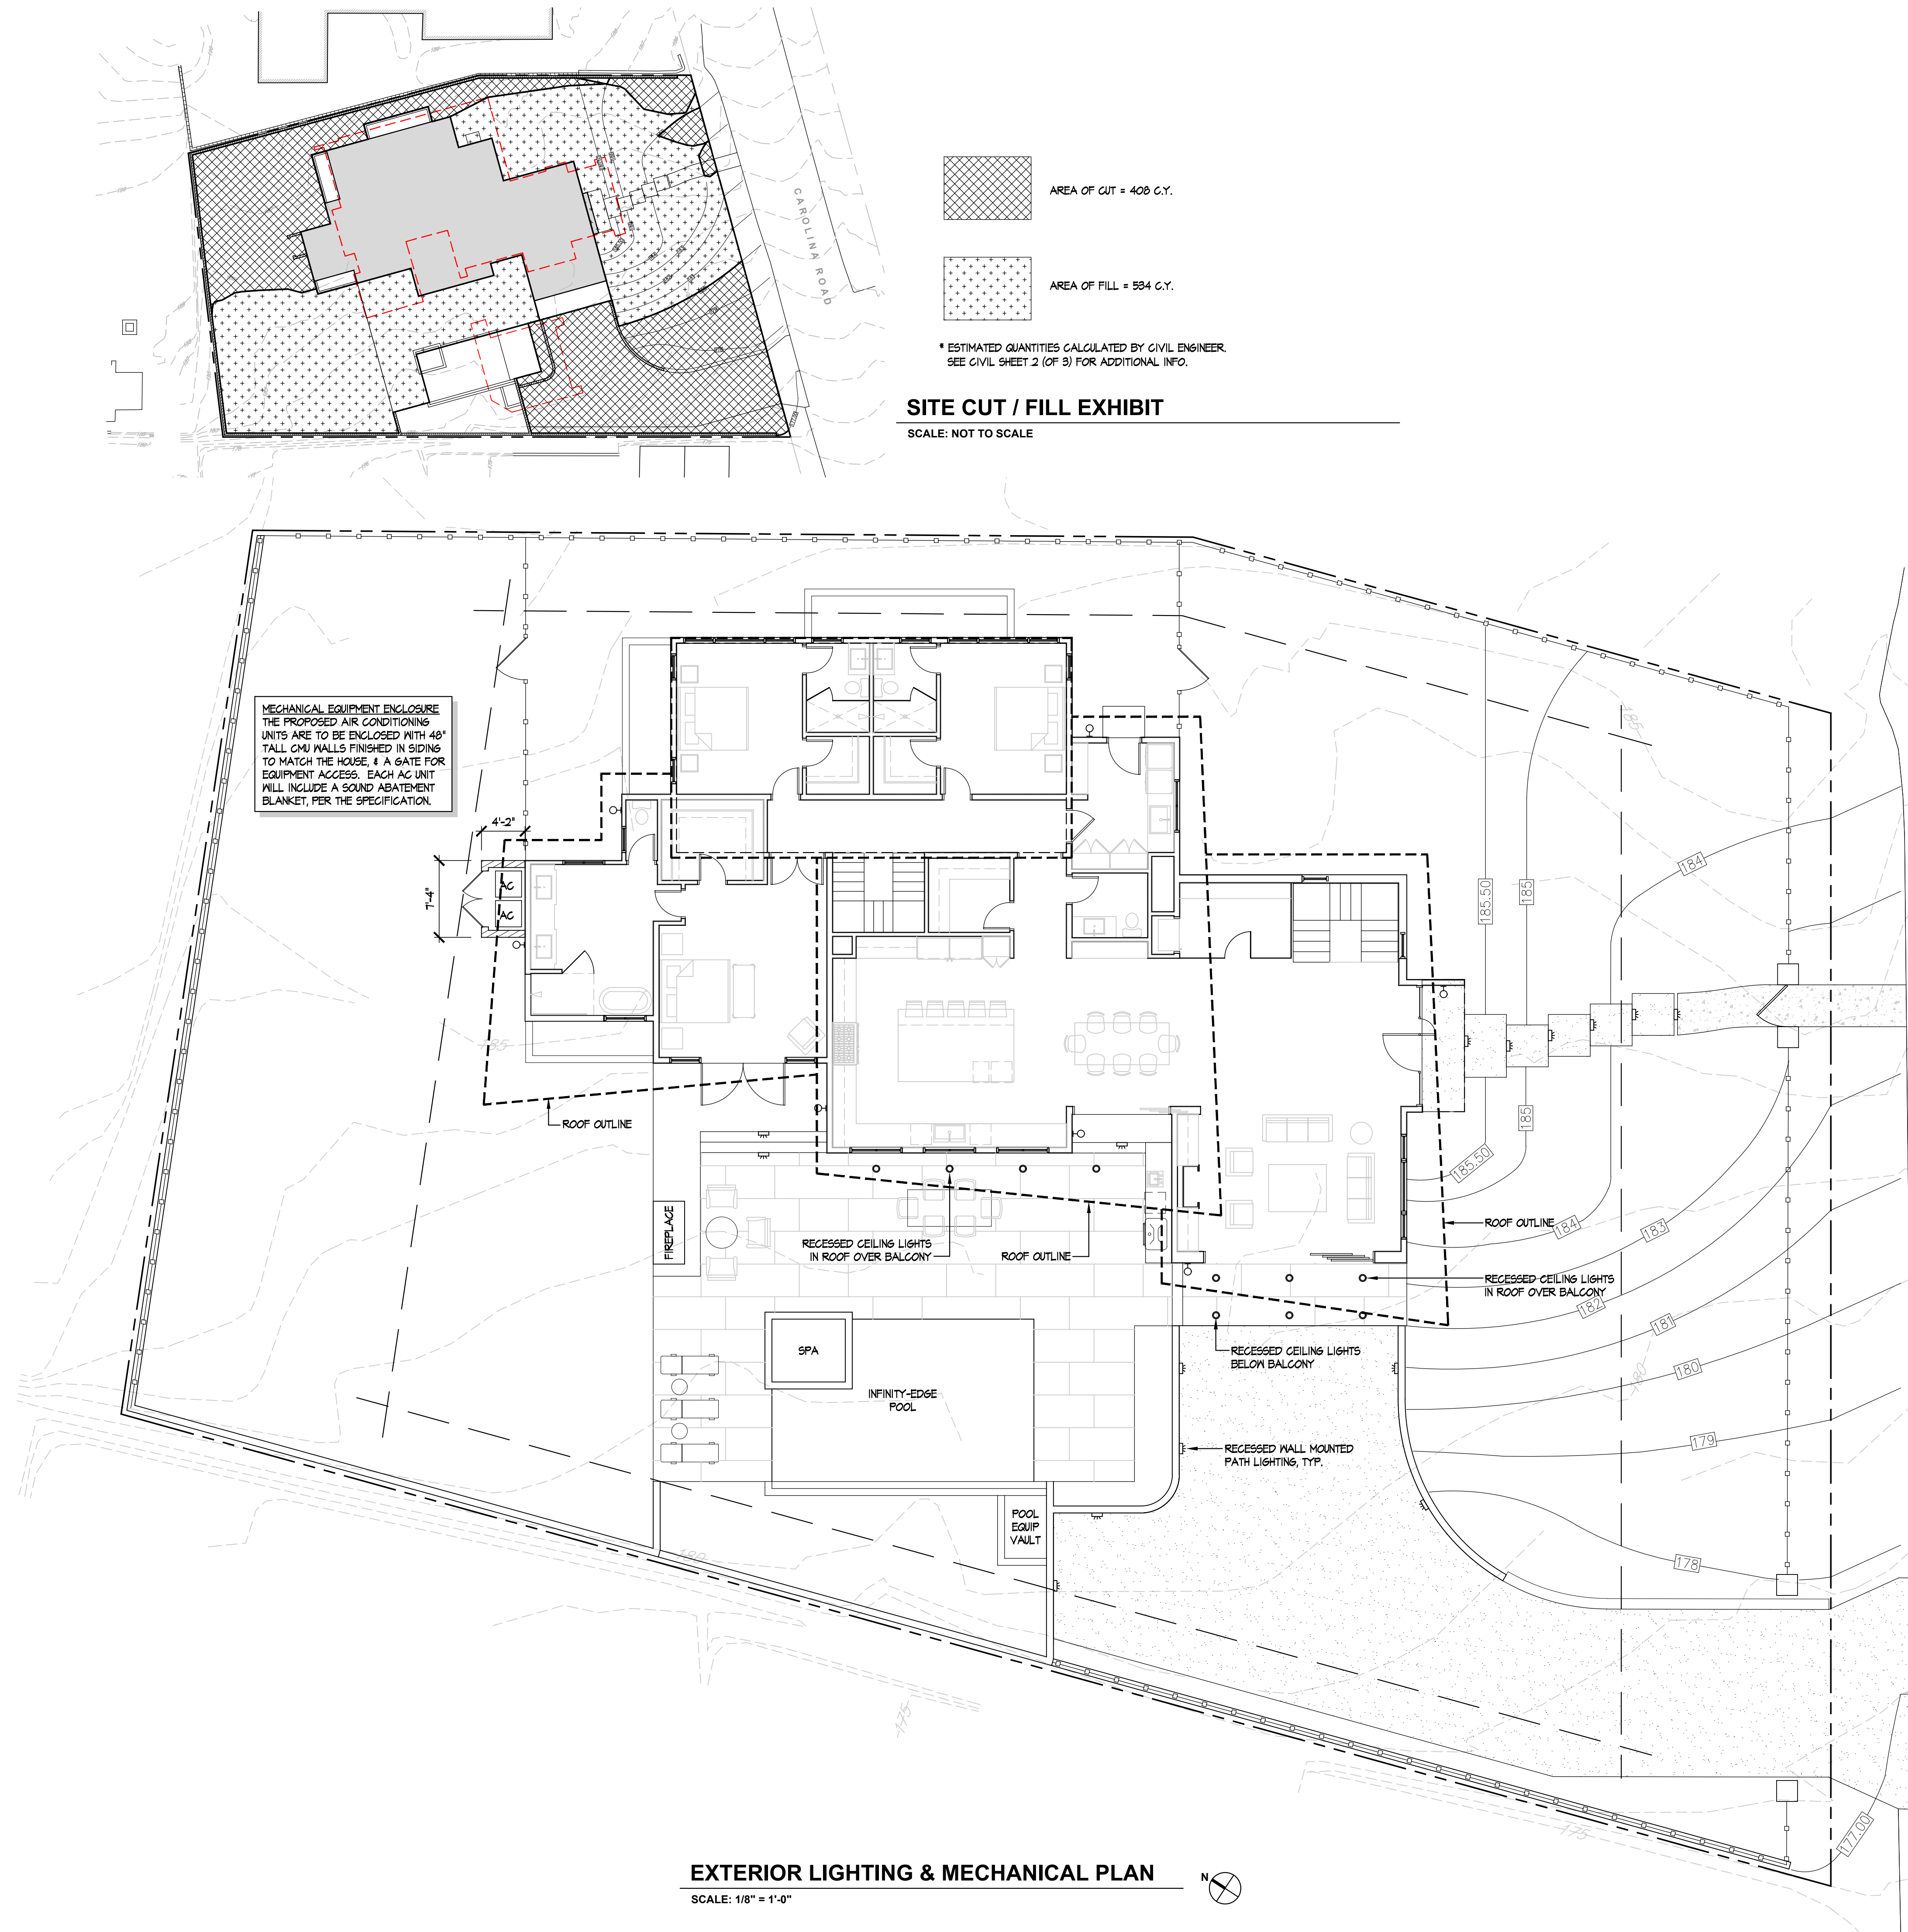 CAROLINA ROAD
AREA OF CUT = 408 C.Y.
AREA OF FILL = 534 C.Y.
* ESTIMATED QUANTITIES CALCULATED BY CIVIL ENGINEER.
SEE CIVIL SHEET 2 (OF 3) FOR ADDITIONAL INFO.
SITE CUT / FILL EXHIBIT
SCALE: NOT TO SCALE
MECHANICAL EQUIPMENT ENCLOSURE
THE PROPOSED AIR CONDITIONING
UNITS ARE TO BE ENCLOSED WITH 48"
TALL CMU WALLS FINISHED IN SIDING
TO MATCH THE HOUSE, & A GATE FOR
EQUIPMENT ACCESS. EACH AC UNIT
WILL INCLUDE A SOUND ABATEMENT
BLANKET, PER THE SPECIFICATION.
185
4'-2"
7'-4"
AC
AC
184
185.50
185
185
ROOF OUTLINE
185
185.50
FIREPLACE
RECESSED CEILING LIGHTS
IN ROOF OVER BALCONY
ROOF OUTLINE
ROOF OUTLINE
184
183
RECESSED CEILING LIGHTS
IN ROOF OVER BALCONY
182
181
SPA
RECESSED CEILING LIGHTS
BELOW BALCONY
180
180
INFINITY-EDGE
POOL
RECESSED WALL MOUNTED
PATH LIGHTING, TYP.
179
POOL
EQUIP
VAULT
180
178
175
175
177.00
EXTERIOR LIGHTING & MECHANICAL PLAN
SCALE: 1/8" = 1'-0"
N